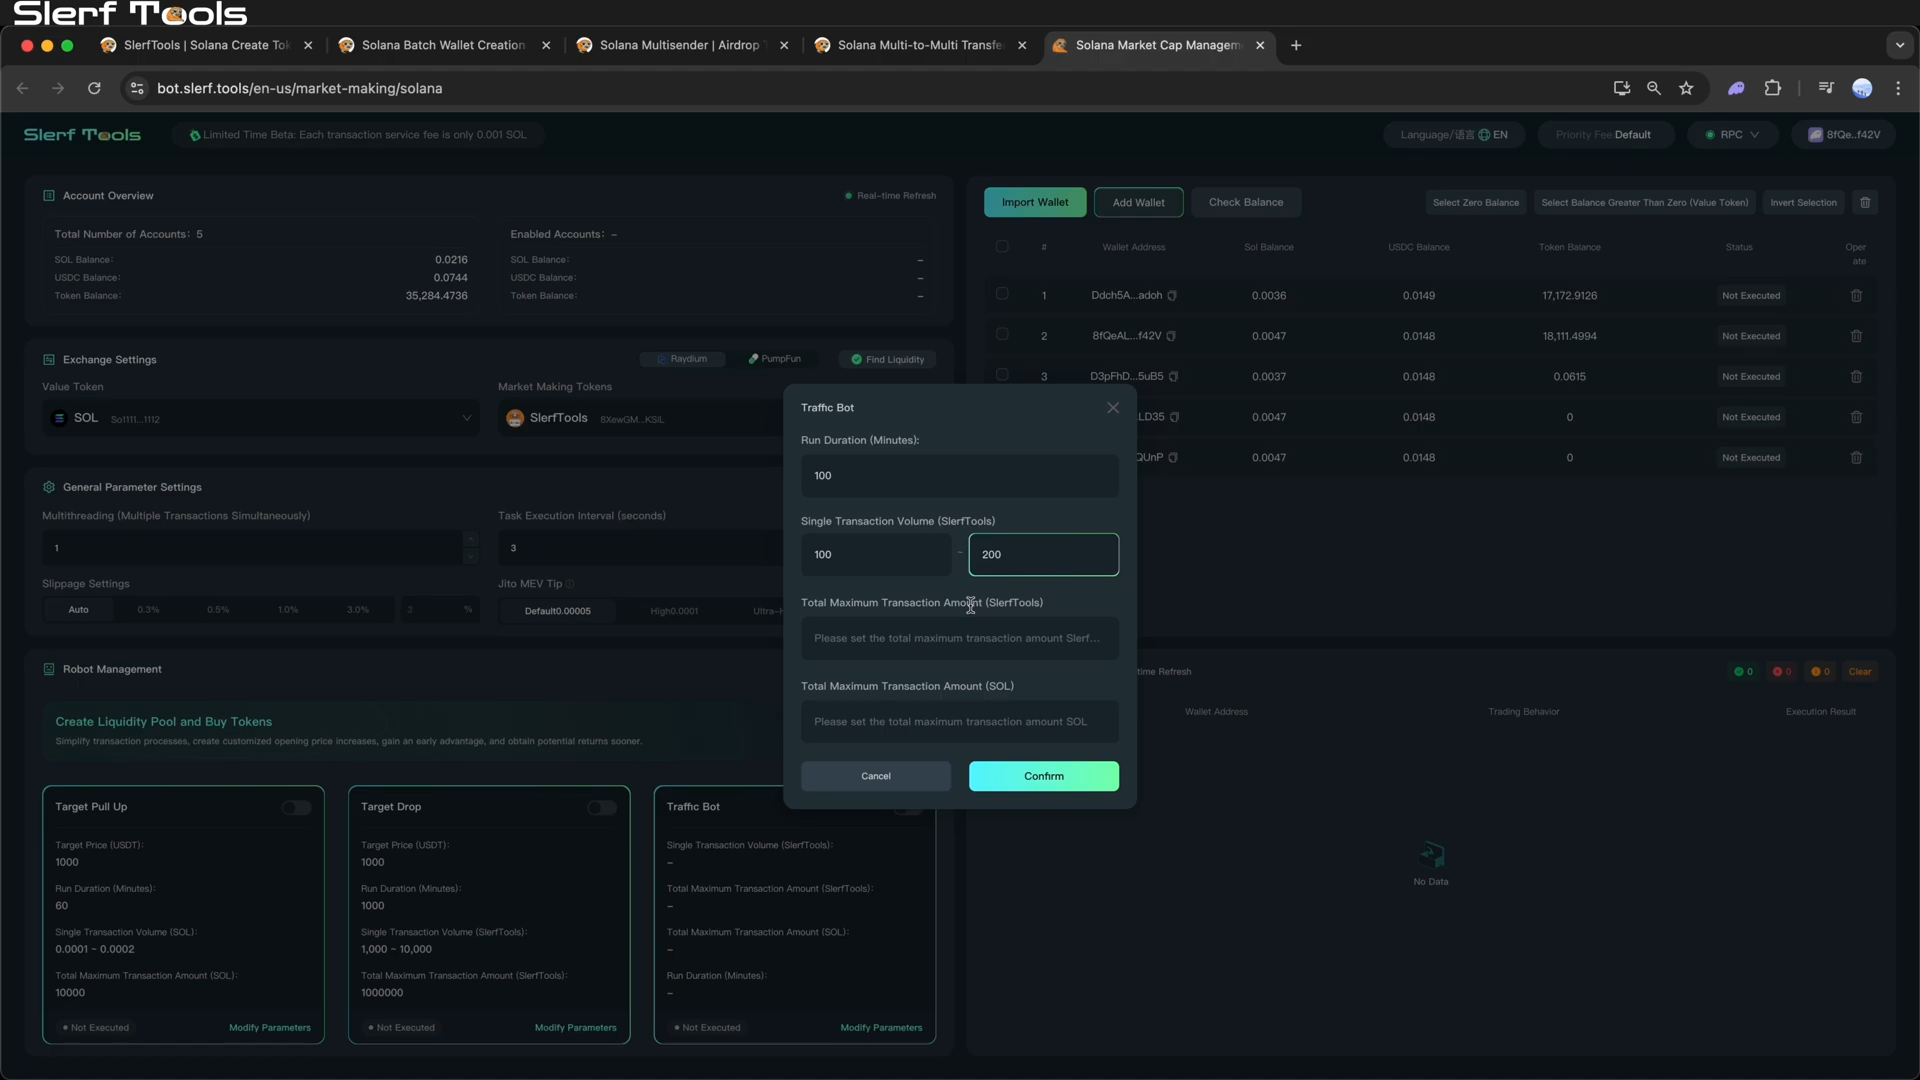 Slerf Tools
SlerfTools | Solana Create Tok
Solana Batch Wallet Creation
Solana Multisender | Airdrop T
Solana Multi-to-Multi Transfe
Solana Market Cap Managem
bot.slerf.tools/en-us/market-making/solana
Slerf Tools
Limited Time Beta: Each transaction service fee is only 0.001 SOL
Language/语言 EN
Priority Fee:Default
RPC
8fQe..f42V
Account Overview
Real-time Refresh
Total Number of Accounts: 5
SOL Balance: 0.0216
USDC Balance: 0.0744
Token Balance: 35,284.4736
Enabled Accounts: –
SOL Balance: –
USDC Balance: –
Token Balance: –
Exchange Settings
Raydium
PumpFun
Find Liquidity
Value Token
Market Making Tokens
SOL So1111...1112
SlerfTools 8XewGM...KSiL
General Parameter Settings
Multithreading (Multiple Transactions Simultaneously)
Task Execution Interval (seconds)
1
3
Slippage Settings
Jito MEV Tip
Auto 0.3% 0.5% 1.0% 3.0% 3 %
Default0.00005 High0.0001 Ultra-H
Robot Management
Create Liquidity Pool and Buy Tokens
Simplify transaction processes, create customized opening price increases, gain an early advantage, and obtain potential returns sooner.
Target Pull Up
Target Price (USDT):
1000
Run Duration (Minutes):
60
Single Transaction Volume (SOL):
0.0001 ~ 0.0002
Total Maximum Transaction Amount (SOL):
10000
Not Executed
Modify Parameters
Target Drop
Target Price (USDT):
1000
Run Duration (Minutes):
1000
Single Transaction Volume (SlerfTools):
1,000 ~ 10,000
Total Maximum Transaction Amount (SlerfTools):
1000000
Not Executed
Modify Parameters
Traffic Bot
Single Transaction Volume (SlerfTools):
–
Total Maximum Transaction Amount (SlerfTools):
–
Total Maximum Transaction Amount (SOL):
–
Run Duration (Minutes):
–
Not Executed
Modify Parameters
Traffic Bot
Run Duration (Minutes):
100
Single Transaction Volume (SlerfTools)
100 ~ 200
Total Maximum Transaction Amount (SlerfTools)
Please set the total maximum transaction amount Slerf...
Total Maximum Transaction Amount (SOL)
Please set the total maximum transaction amount SOL
Cancel
Confirm
Import Wallet
Add Wallet
Check Balance
Select Zero Balance
Select Balance Greater Than Zero (Value Token)
Invert Selection
# Wallet Address Sol Balance USDC Balance Token Balance Status Oper
ate
1 Ddch5A...adoh 0.0036 0.0149 17,172.9126 Not Executed
2 8fQeAL...f42V 0.0047 0.0148 18,111.4994 Not Executed
3 D3pFhD...5uB5 0.0037 0.0148 0.0615 Not Executed
.LD35 0.0047 0.0148 0 Not Executed
QUnP 0.0047 0.0148 0 Not Executed
time Refresh
0 0 0 Clear
Wallet Address Trading Behavior Execution Result
No Data